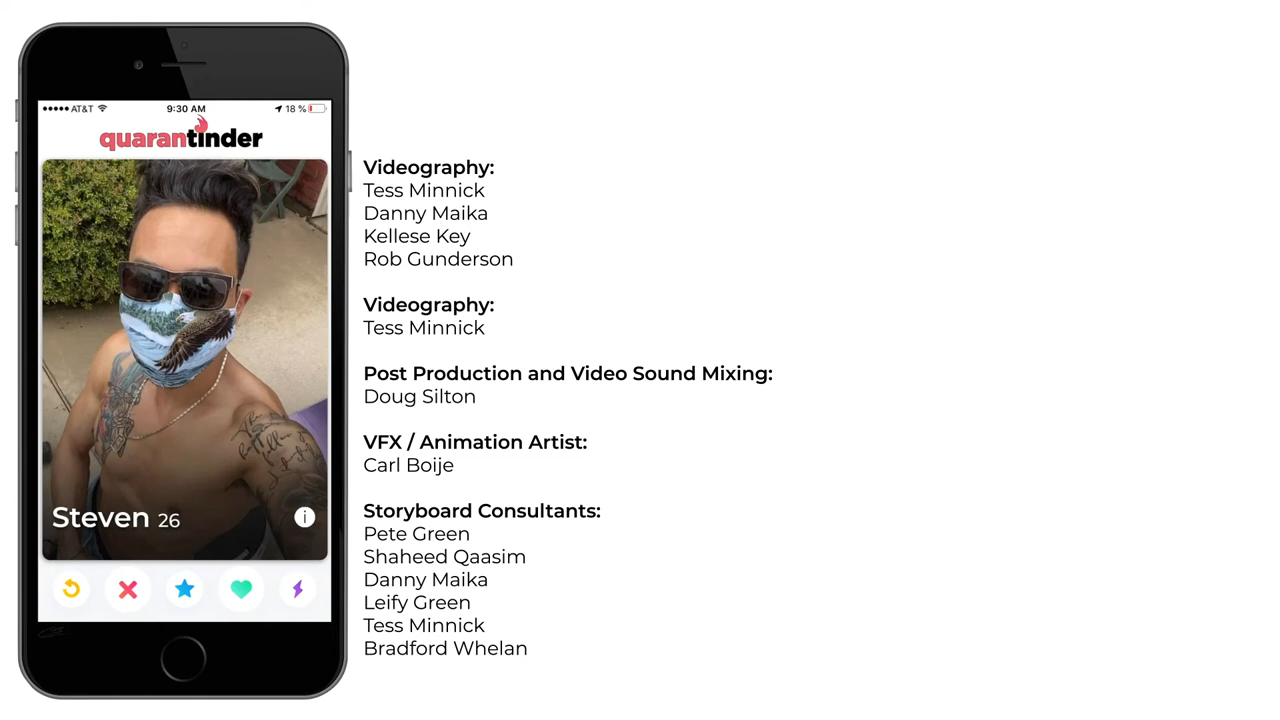 AT&T
9:30 AM
18 %
quarantinder
Steven 26
Videography:
Tess Minnick
Danny Maika
Kellese Key
Rob Gunderson
Videography:
Tess Minnick
Post Production and Video Sound Mixing:
Doug Silton
VFX / Animation Artist:
Carl Boije
Storyboard Consultants:
Pete Green
Shaheed Qaasim
Danny Maika
Leify Green
Tess Minnick
Bradford Whelan